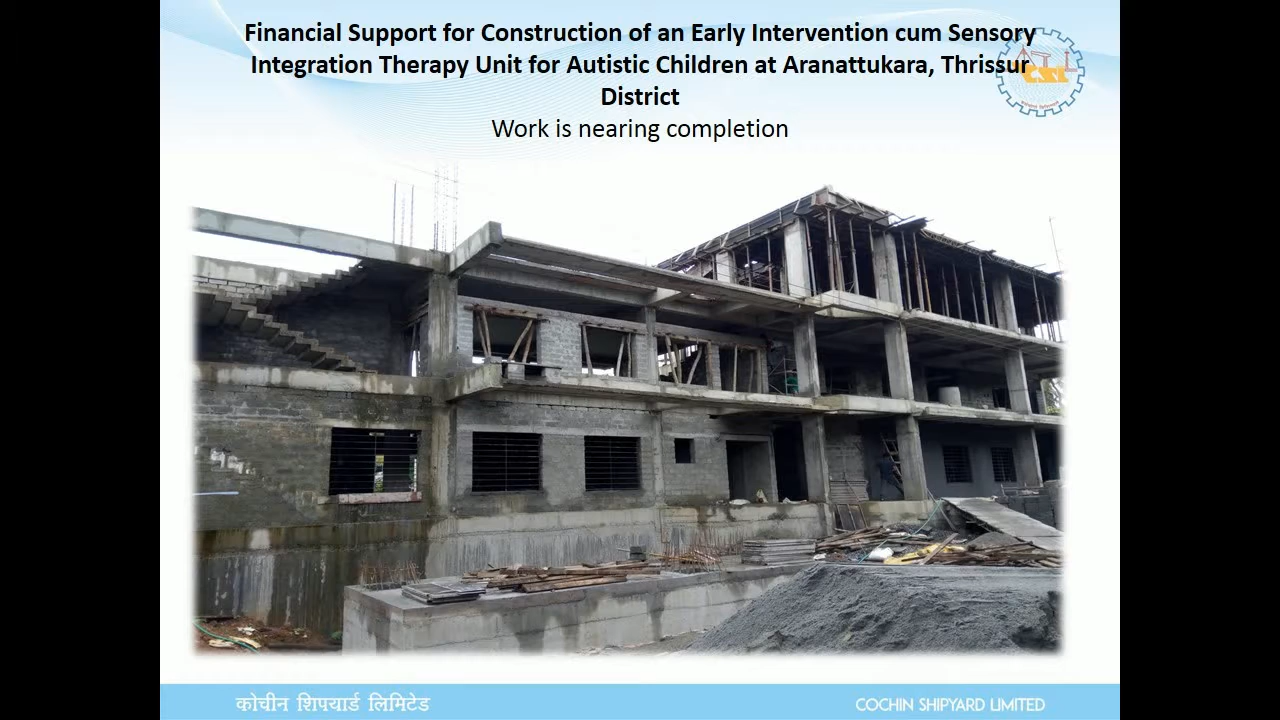 Financial Support for Construction of an Early Intervention cum Sensory
Integration Therapy Unit for Autistic Children at Aranattukara, Thrissur
District
Work is nearing completion
CSL
कोचीन शिपयार्ड लिमिटेड
COCHIN SHIPYARD LIMITED